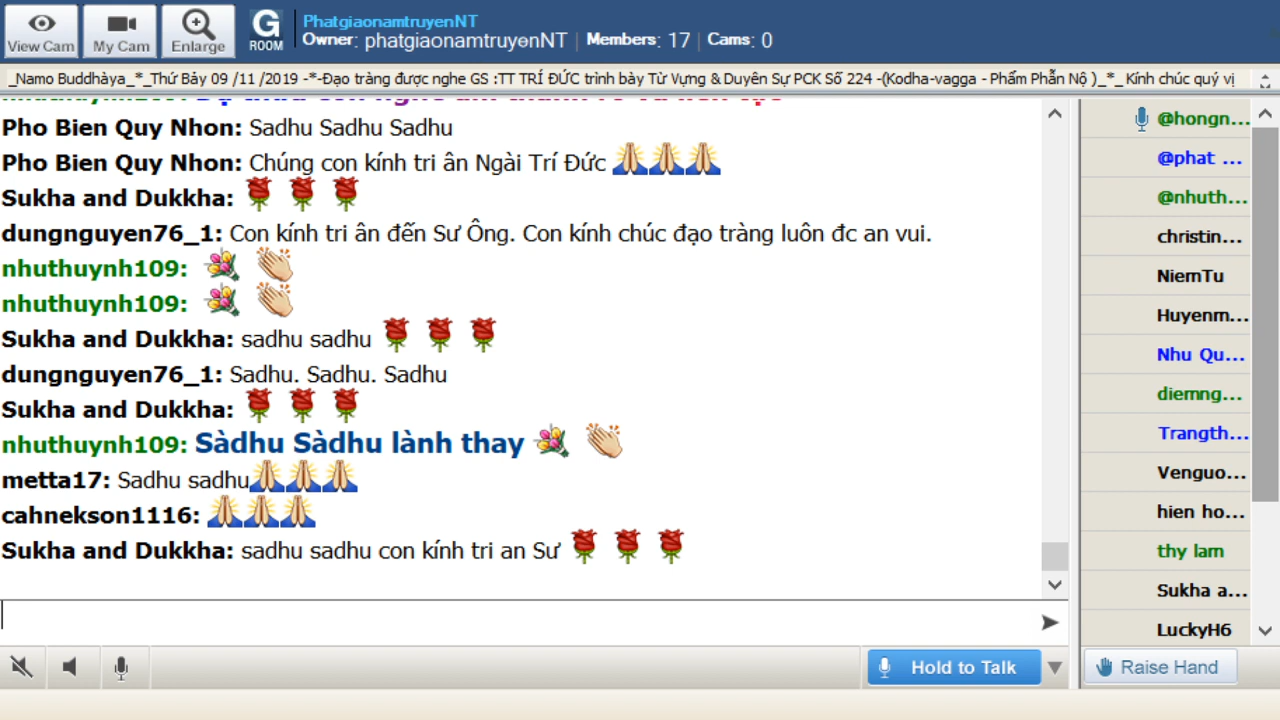 View Cam
My Cam
Enlarge
G
ROOM
PhatgiaonamtruyenNT
Owner: phatgiaonamtruyenNT | Members: 17 | Cams: 0
_Namo Buddhàya_*_Thứ Bảy 09 /11 /2019 -*-Đạo tràng được nghe GS :TT TRÍ ĐỨC trình bày Từ Vựng & Duyên Sự PCK Số 224 -(Kodha-vagga - Phẩm Phẫn Nộ )_*_ Kính chúc quý vị
Pho Bien Quy Nhon: Sadhu Sadhu Sadhu
Pho Bien Quy Nhon: Chúng con kính tri ân Ngài Trí Đức 🙏🙏🙏
Sukha and Dukkha: 🌹 🌹 🌹
dungnguyen76_1: Con kính tri ân đến Sư Ông. Con kính chúc đạo tràng luôn đc an vui.
nhuthuynh109: 💐 👏
nhuthuynh109: 💐 👏
Sukha and Dukkha: sadhu sadhu 🌹 🌹 🌹
dungnguyen76_1: Sadhu. Sadhu. Sadhu
Sukha and Dukkha: 🌹 🌹 🌹
nhuthuynh109: Sàdhu Sàdhu lành thay 💐 👏
metta17: Sadhu sadhu🙏🙏🙏
cahnekson1116: 🙏🙏🙏
Sukha and Dukkha: sadhu sadhu con kính tri an Sư 🌹 🌹 🌹
@hongn...
@phat ...
@nhuth...
christin...
NiemTu
Huyenm...
Nhu Qu...
diemng...
Trangth...
Venguo...
hien ho...
thy lam
Sukha a...
LuckyH6
Hold to Talk
Raise Hand